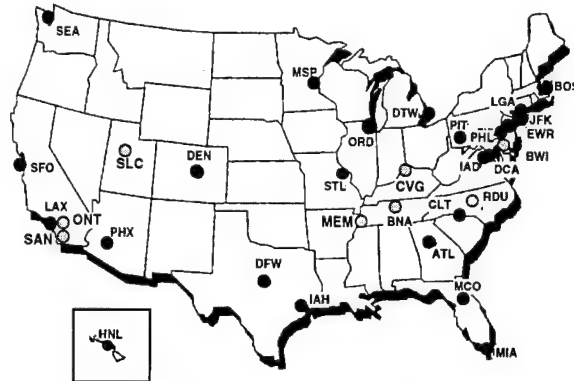 SEA
MSP
BOS
LGA
DTW
PIT
PHL
JFK
EWR
ORD
IAD
DCA
BWI
SFO
SLC
DEN
STL
CVG
LAX
ONT
MEM
BNA
CLT
RDU
SAN
PHX
ATL
DFW
MCO
IAH
HNL
MIA